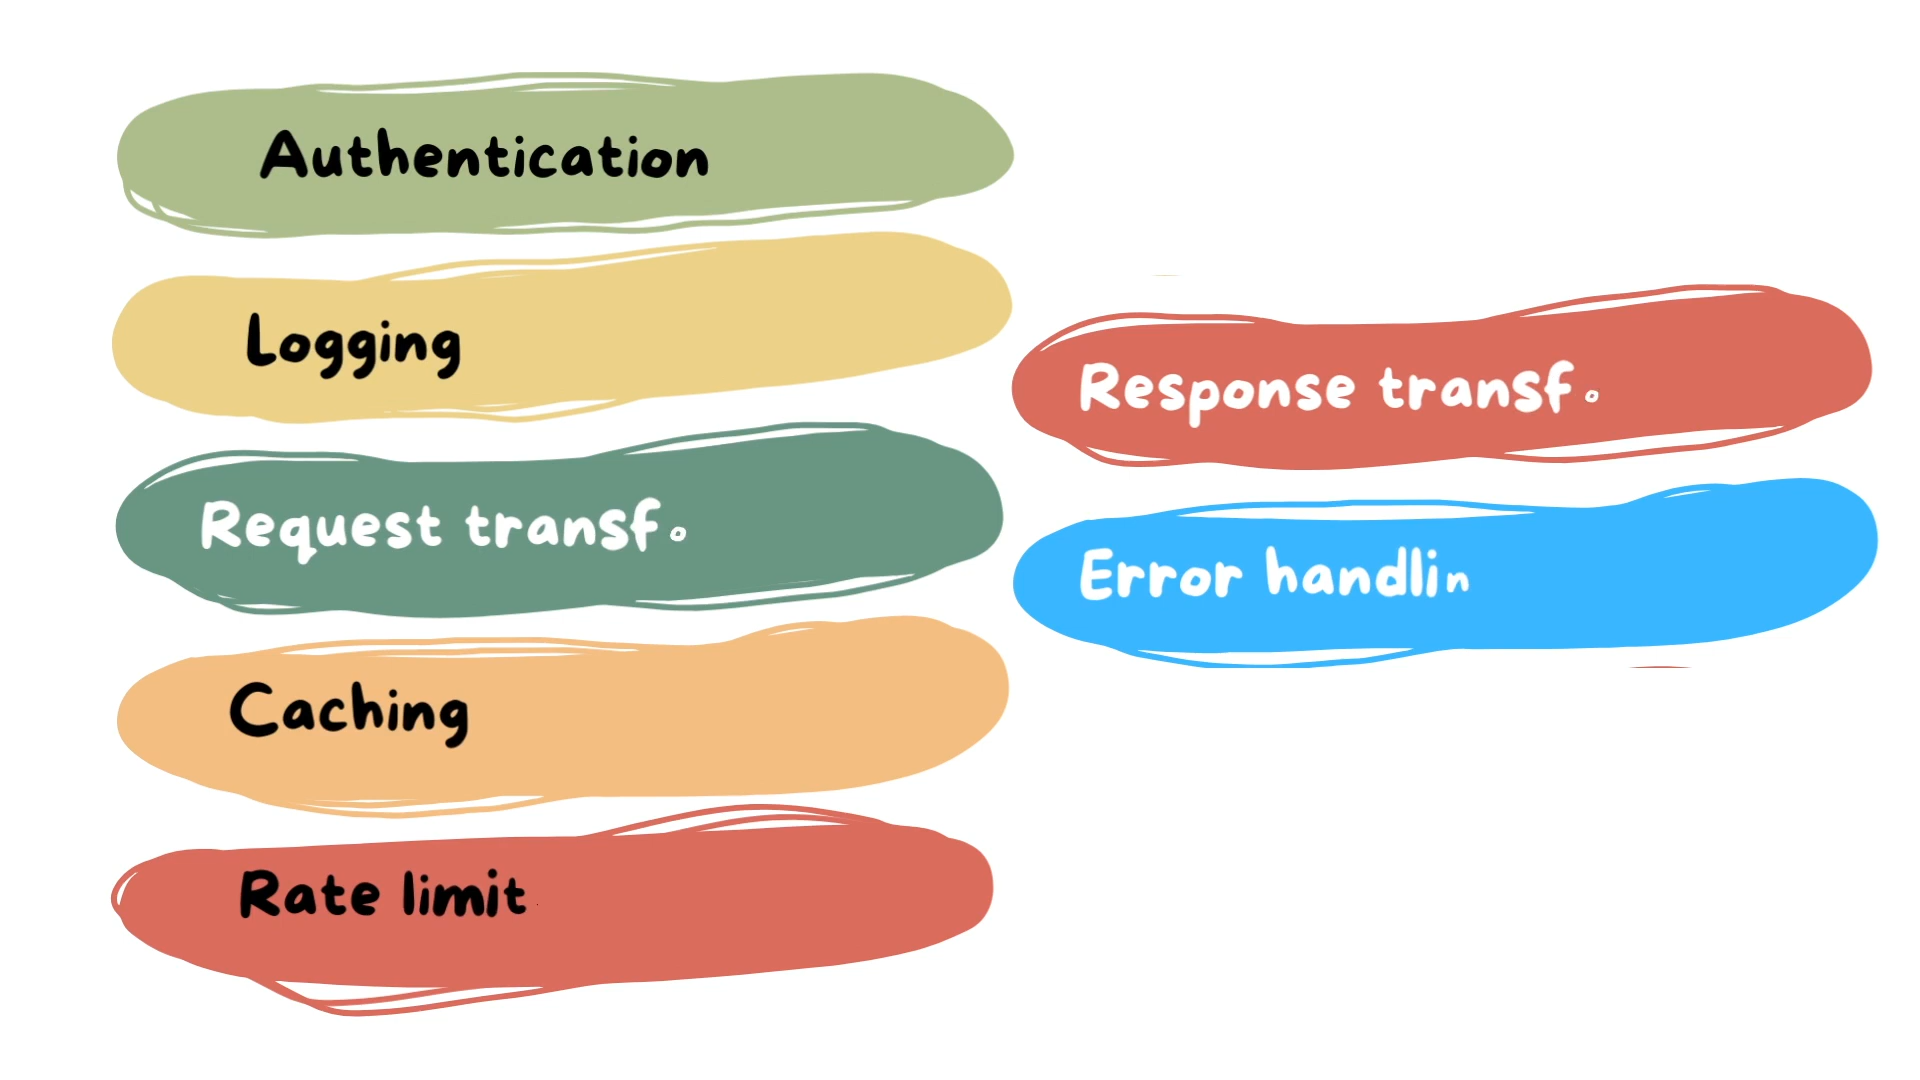 Authentication
Logging
Request transf.
Caching
Rate limit
Response transf.
Error handlin